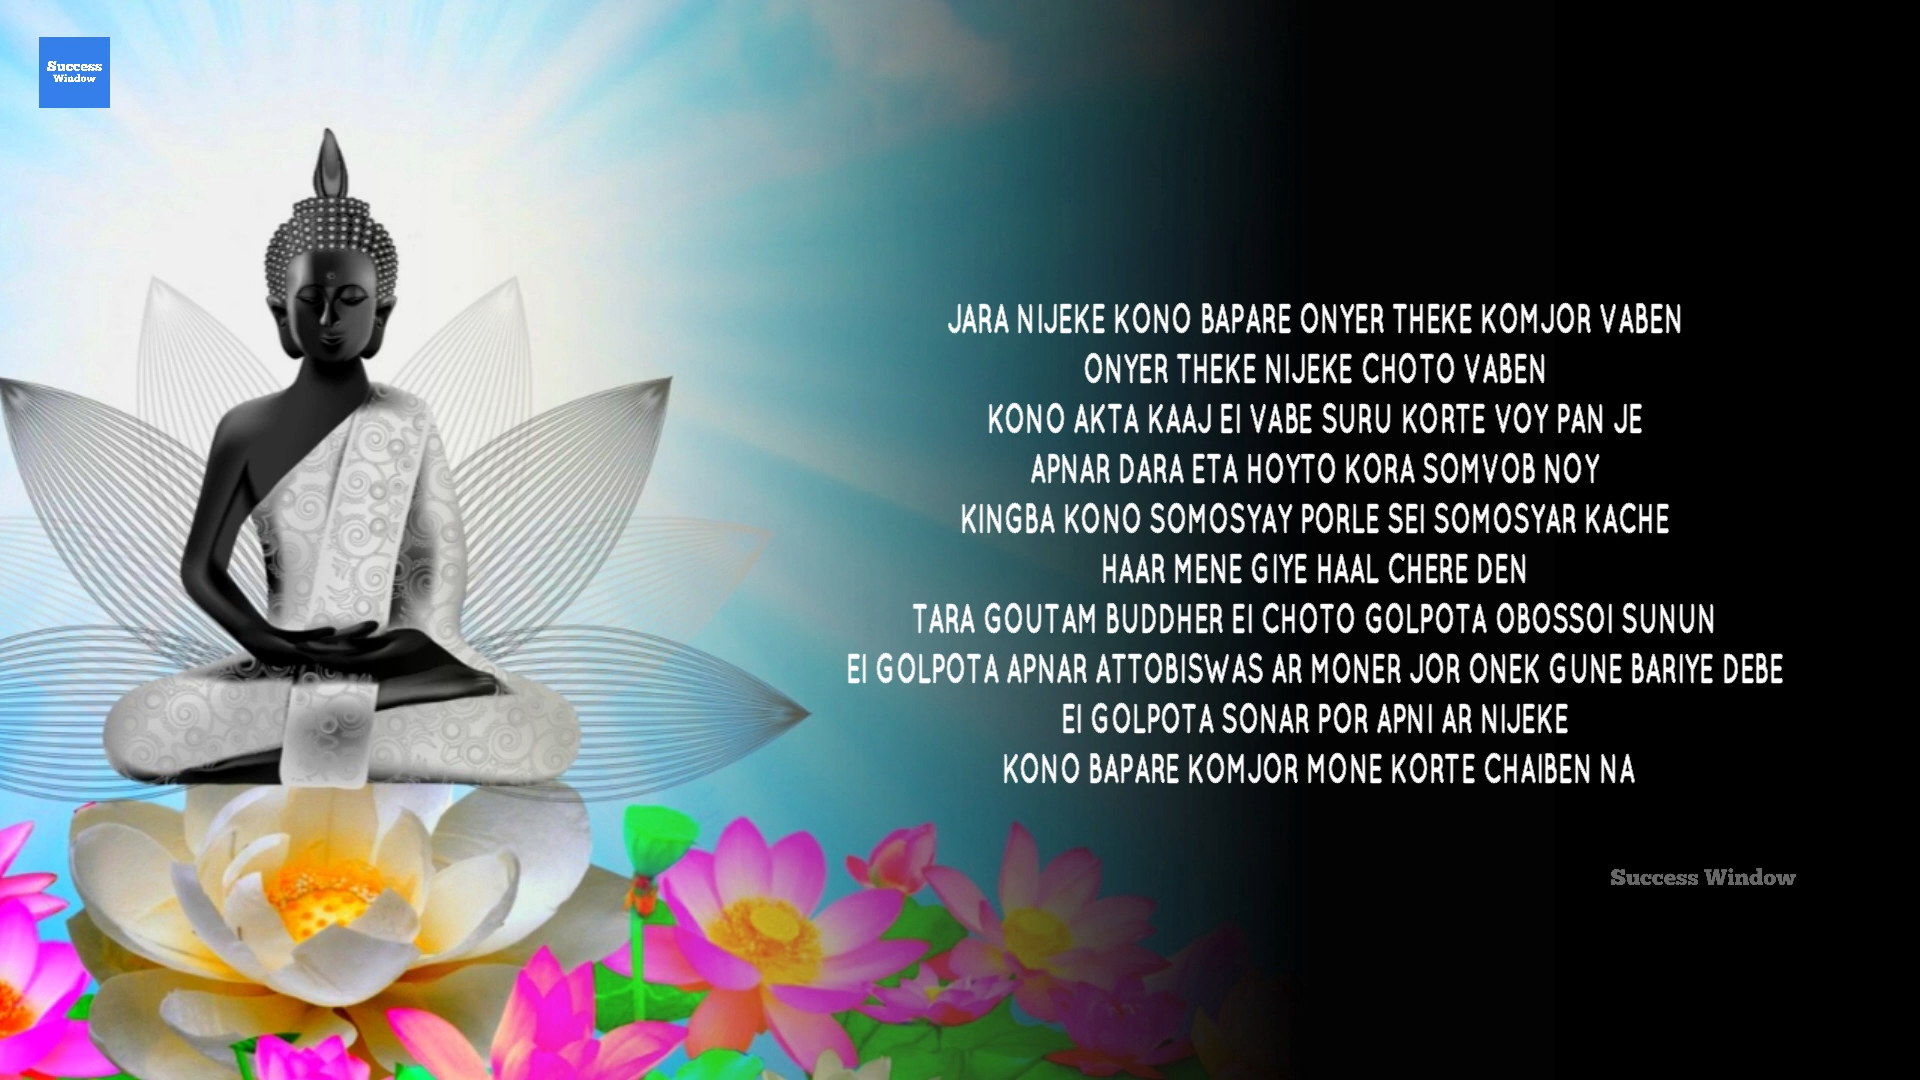 Success
Window
JARA NIJEKE KONO BAPARE ONYER THEKE KOMJOR VABEN
ONYER THEKE NIJEKE CHOTO VABEN
KONO AKTA KAAJ EI VABE SURU KORTE VOY PAN JE
APNAR DARA ETA HOYTO KORA SOMVOB NOY
KINGBA KONO SOMOSYAY PORLE SEI SOMOSYAR KACHE
HAAR MENE GIYE HAAL CHERE DEN
TARA GOUTAM BUDDHER EI CHOTO GOLPOTA OBOSSOI SUNUN
EI GOLPOTA APNAR ATTOBISWAS AR MONER JOR ONEK GUNE BARIYE DEBE
EI GOLPOTA SONAR POR APNI AR NIJEKE
KONO BAPARE KOMJOR MONE KORTE CHAIBEN NA
Success Window